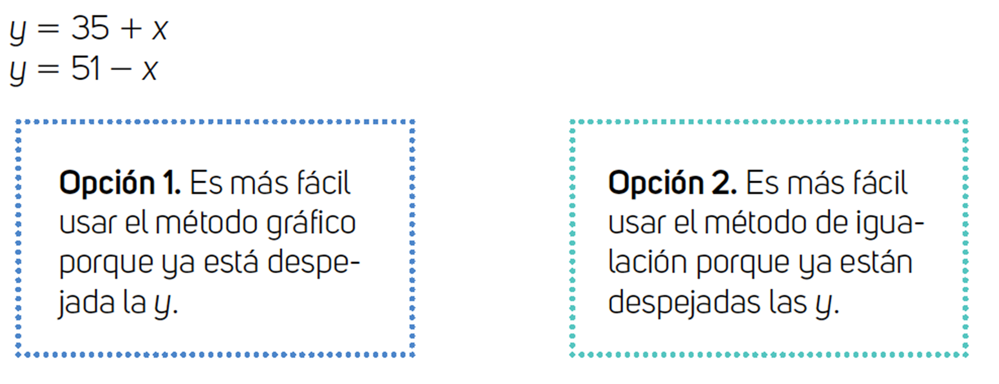 y = 35 + x
y = 51 − x
Opción 1. Es más fácil
usar el método gráfico
porque ya está despe-
jada la y.
Opción 2. Es más fácil
usar el método de igua-
lación porque ya están
despejadas las y.